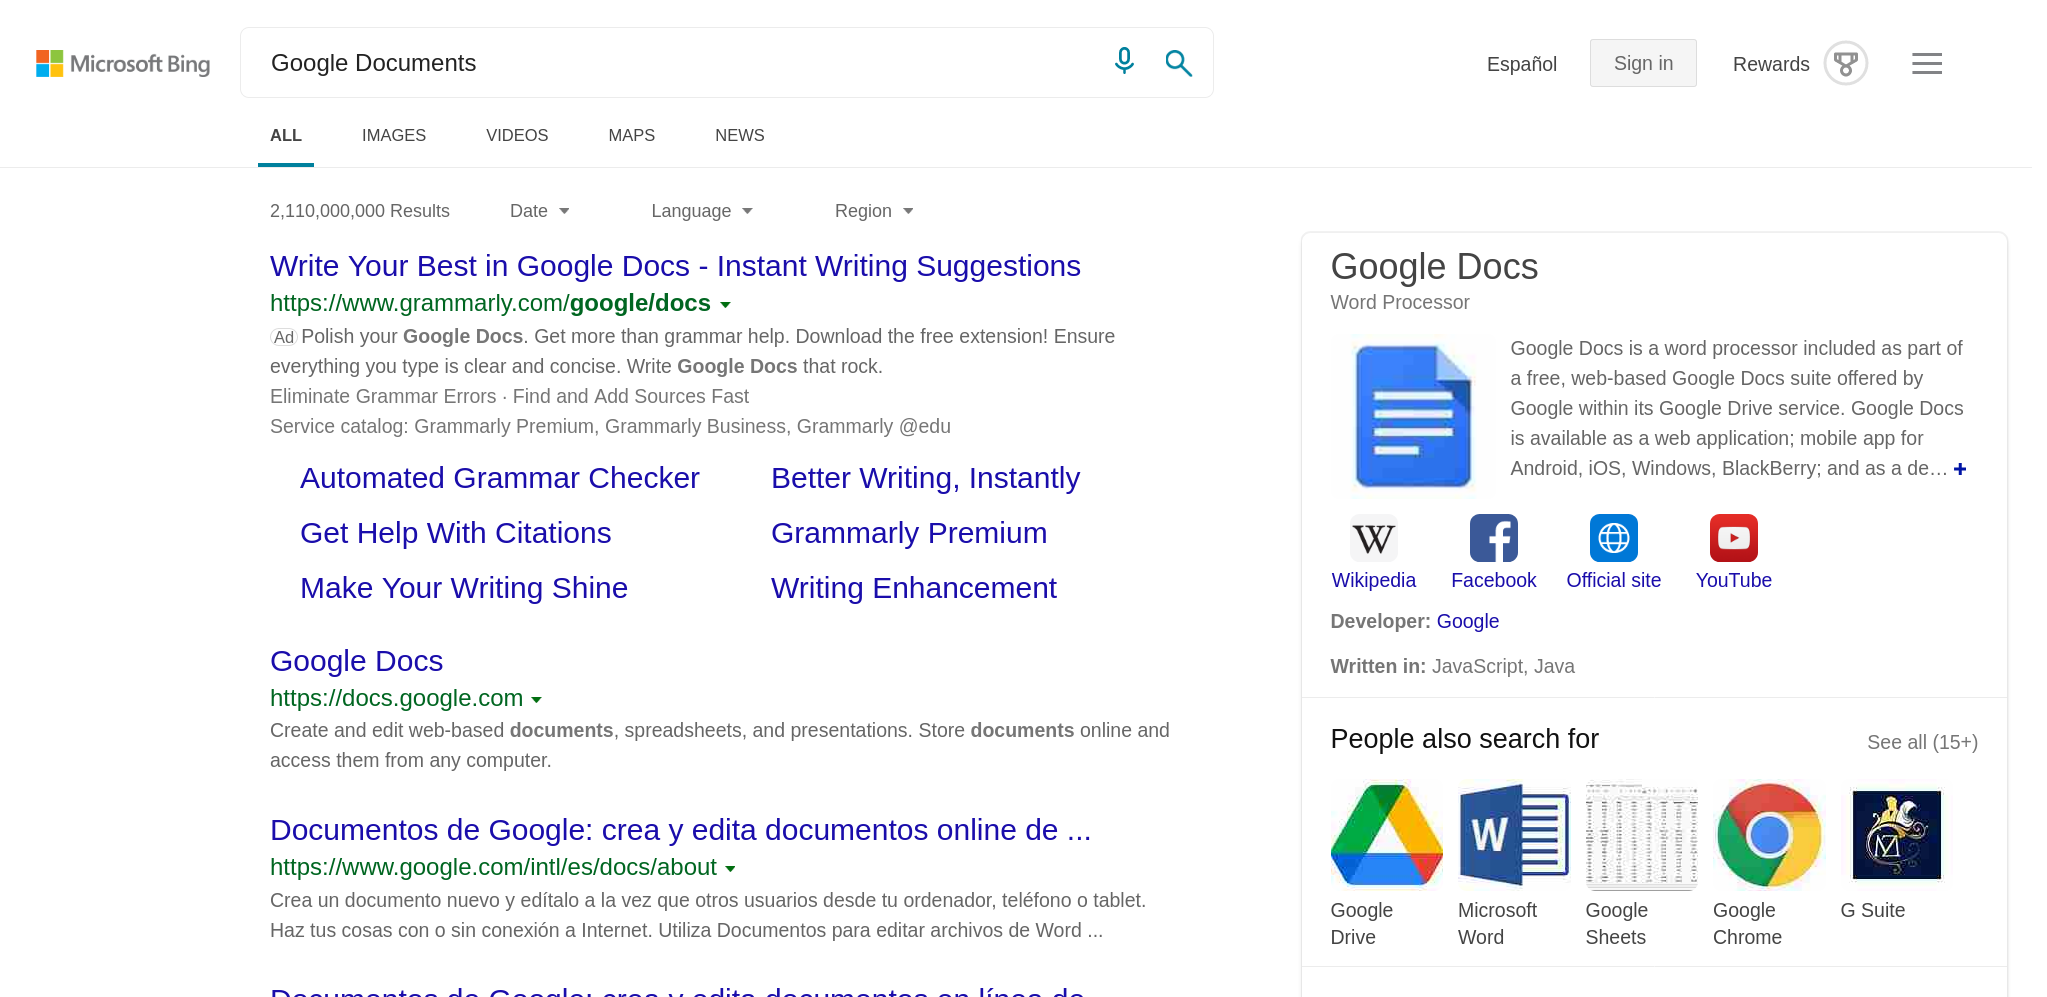 Microsoft Bing
Google Documents
Español
Sign in
Rewards
ALL IMAGES VIDEOS MAPS NEWS
2,110,000,000 Results Date Language Region
Write Your Best in Google Docs - Instant Writing Suggestions
https://www.grammarly.com/google/docs
Ad Polish your Google Docs. Get more than grammar help. Download the free extension! Ensure
everything you type is clear and concise. Write Google Docs that rock.
Eliminate Grammar Errors · Find and Add Sources Fast
Service catalog: Grammarly Premium, Grammarly Business, Grammarly @edu
Automated Grammar Checker Better Writing, Instantly
Get Help With Citations Grammarly Premium
Make Your Writing Shine Writing Enhancement
Google Docs
https://docs.google.com
Create and edit web-based documents, spreadsheets, and presentations. Store documents online and
access them from any computer.
Documentos de Google: crea y edita documentos online de ...
https://www.google.com/intl/es/docs/about
Crea un documento nuevo y edítalo a la vez que otros usuarios desde tu ordenador, teléfono o tablet.
Haz tus cosas con o sin conexión a Internet. Utiliza Documentos para editar archivos de Word ...
Documentos de Google: crea y edita documentos en línea de
Google Docs
Word Processor
Google Docs is a word processor included as part of
a free, web-based Google Docs suite offered by
Google within its Google Drive service. Google Docs
is available as a web application; mobile app for
Android, iOS, Windows, BlackBerry; and as a de… +
W
Wikipedia Facebook Official site YouTube
Developer: Google
Written in: JavaScript, Java
People also search for See all (15+)
W
Google Drive
Microsoft Word
Google Sheets
Google Chrome
G Suite